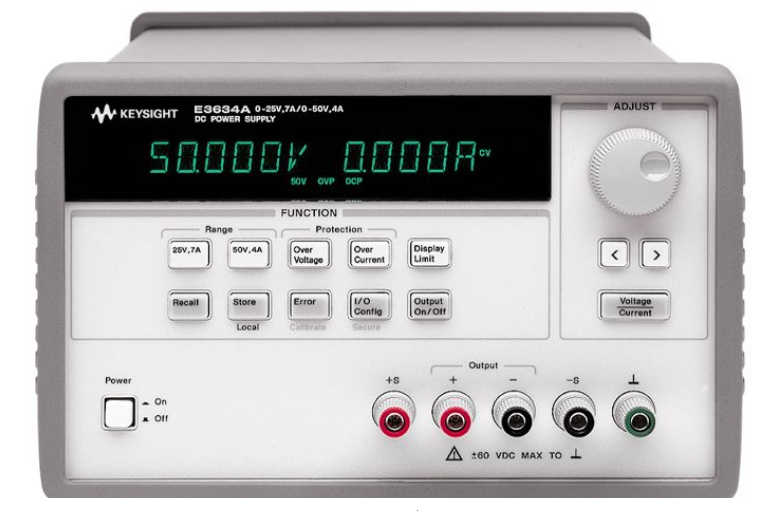 KEYSIGHT E3634A 0-25V,7A/0-50V,4A
DC POWER SUPPLY
50.000V 0.000A CV
50V OVP OCP
ADJUST
FUNCTION
Range Protection
25V,7A 50V,4A Over Voltage Over Current Display Limit
< >
Recall Store Error I/O Config Output On/Off
Voltage
Current
Local Calibrate Secure
Power
On
Off
Output
+S + - -S ⊥
⚠ ±60 VDC MAX TO ⊥